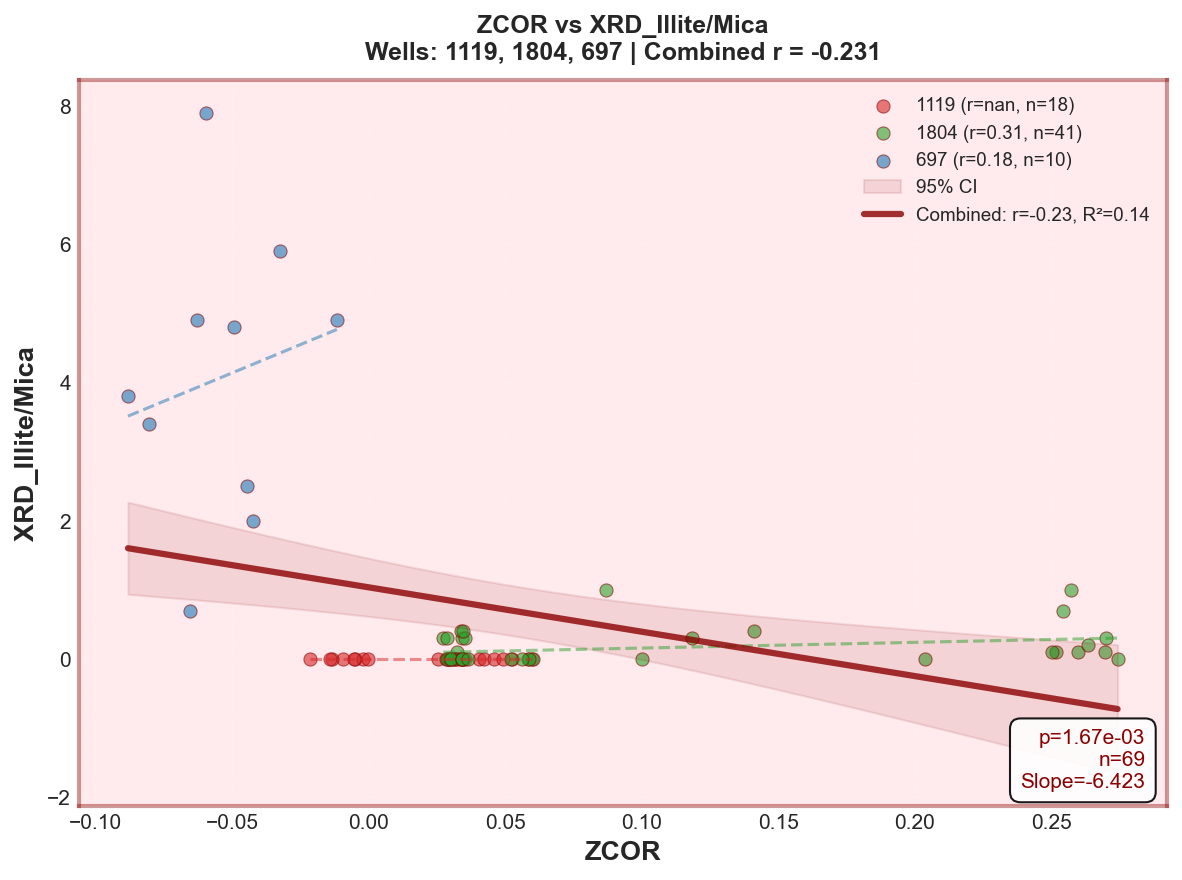 ZCOR vs XRD_Illite/Mica
Wells: 1119, 1804, 697 | Combined r = -0.231
1119 (r=nan, n=18)
1804 (r=0.31, n=41)
697 (r=0.18, n=10)
95% CI
Combined: r=-0.23, R²=0.14
XRD_Illite/Mica
8
6
4
2
0
−2
p=1.67e-03
n=69
Slope=-6.423
−0.10 −0.05 0.00 0.05 0.10 0.15 0.20 0.25
ZCOR